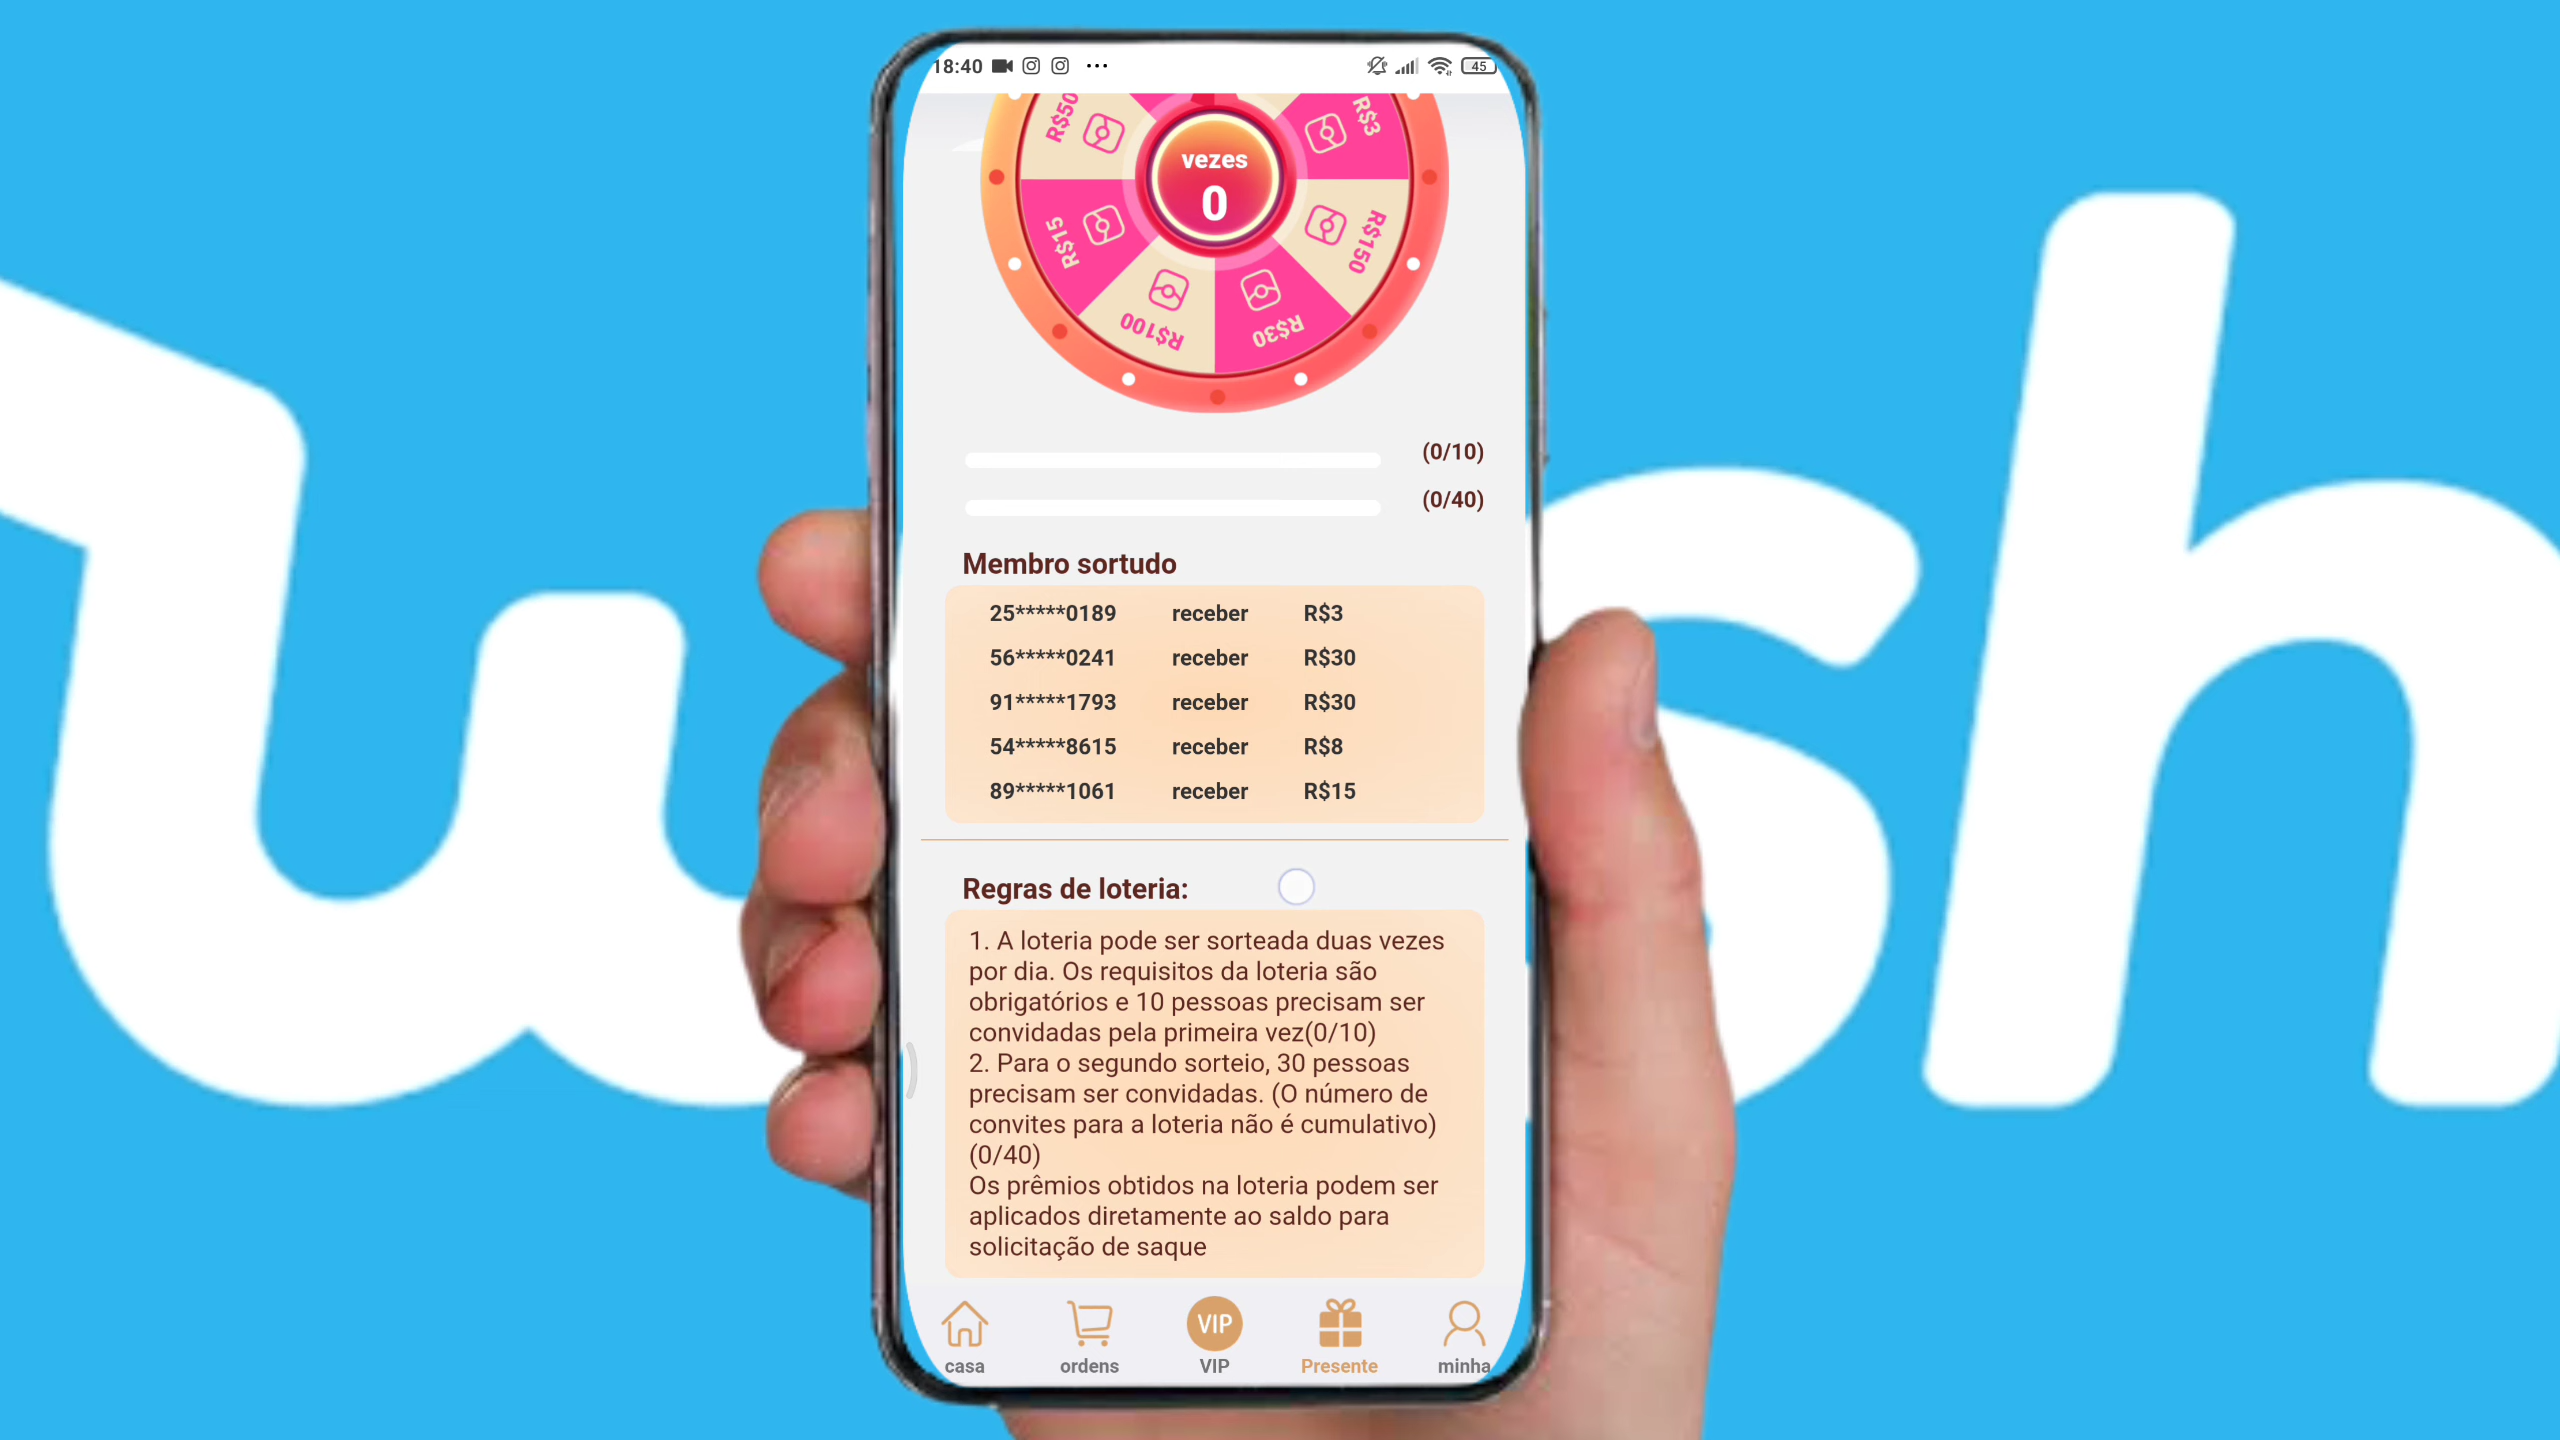 wish
18:40
45
R$50
R$3
vezes
0
R$15
R$150
R$100
R$30
(0/10)
(0/40)
Membro sortudo
25*****0189 receber R$3
56*****0241 receber R$30
91*****1793 receber R$30
54*****8615 receber R$8
89*****1061 receber R$15
Regras de loteria:
1. A loteria pode ser sorteada duas vezes
por dia. Os requisitos da loteria são
obrigatórios e 10 pessoas precisam ser
convidadas pela primeira vez(0/10)
2. Para o segundo sorteio, 30 pessoas
precisam ser convidadas. (O número de
convites para a loteria não é cumulativo)
(0/40)
Os prêmios obtidos na loteria podem ser
aplicados diretamente ao saldo para
solicitação de saque
VIP
casa ordens VIP Presente minha